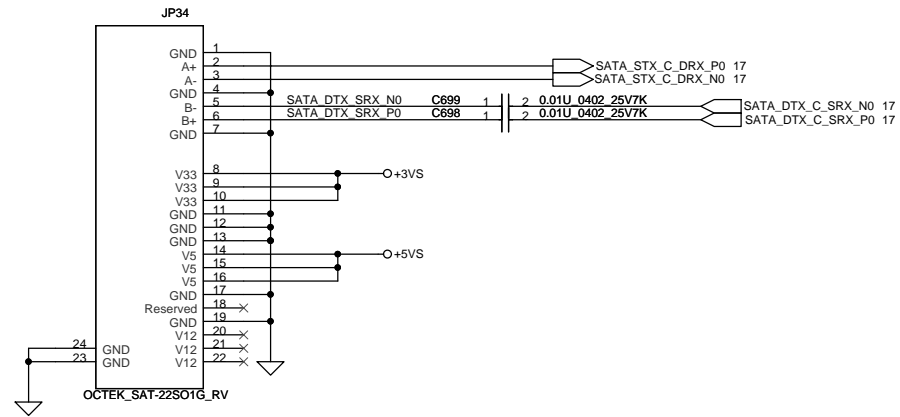 JP34
GND 1
A+ 2 SATA_STX_C_DRX_P0 17
A- 3 SATA_STX_C_DRX_N0 17
GND 4
B- 5 SATA_DTX_SRX_N0 C699 1 2 0.01U_0402_25V7K SATA_DTX_C_SRX_N0 17
B+ 6 SATA_DTX_SRX_P0 C698 1 2 0.01U_0402_25V7K SATA_DTX_C_SRX_P0 17
GND 7
V33 8 +3VS
V33 9
V33 10
GND 11
GND 12
GND 13
V5 14 +5VS
V5 15
V5 16
GND 17
Reserved 18
GND 19
V12 20
24 GND V12 21
23 GND V12 22
OCTEK_SAT-22SO1G_RV